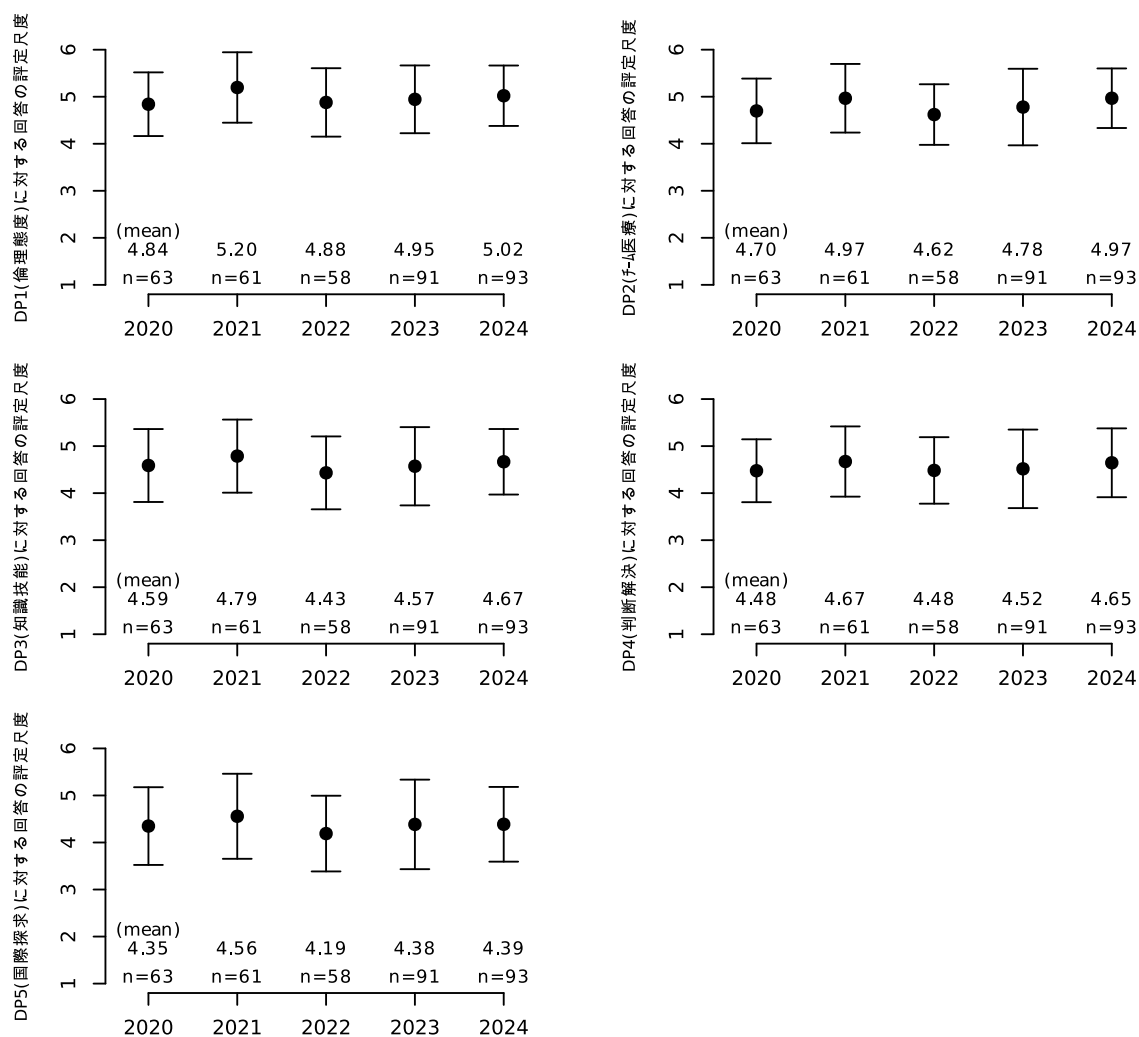 DP1(倫理態度)に対する回答の評定尺度
6
5
4
3
2
1
(mean)
4.84 5.20 4.88 4.95 5.02
n=63 n=61 n=58 n=91 n=93
2020 2021 2022 2023 2024
DP2(ﾁｰﾑ医療)に対する回答の評定尺度
6
5
4
3
2
1
(mean)
4.70 4.97 4.62 4.78 4.97
n=63 n=61 n=58 n=91 n=93
2020 2021 2022 2023 2024
DP3(知識技能)に対する回答の評定尺度
6
5
4
3
2
1
(mean)
4.59 4.79 4.43 4.57 4.67
n=63 n=61 n=58 n=91 n=93
2020 2021 2022 2023 2024
DP4(判断解決)に対する回答の評定尺度
6
5
4
3
2
1
(mean)
4.48 4.67 4.48 4.52 4.65
n=63 n=61 n=58 n=91 n=93
2020 2021 2022 2023 2024
DP5(国際探求)に対する回答の評定尺度
6
5
4
3
2
1
(mean)
4.35 4.56 4.19 4.38 4.39
n=63 n=61 n=58 n=91 n=93
2020 2021 2022 2023 2024